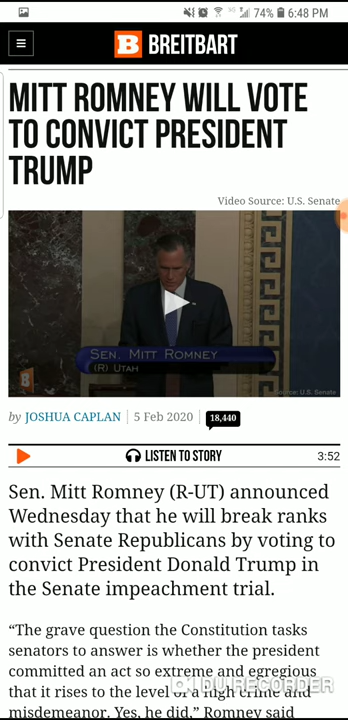 74% 6:48 PM
B BREITBART
MITT ROMNEY WILL VOTE
TO CONVICT PRESIDENT
TRUMP
Video Source: U.S. Senate
SEN. MITT ROMNEY
(R) UTAH
B
Source: U.S. Senate
by JOSHUA CAPLAN | 5 Feb 2020 | 18,440
LISTEN TO STORY 3:52
Sen. Mitt Romney (R-UT) announced
Wednesday that he will break ranks
with Senate Republicans by voting to
convict President Donald Trump in
the Senate impeachment trial.
“The grave question the Constitution tasks
senators to answer is whether the president
committed an act so extreme and egregious
that it rises to the level of a high crime and
misdemeanor. Yes, he did,” Romney said
DU RECORDER